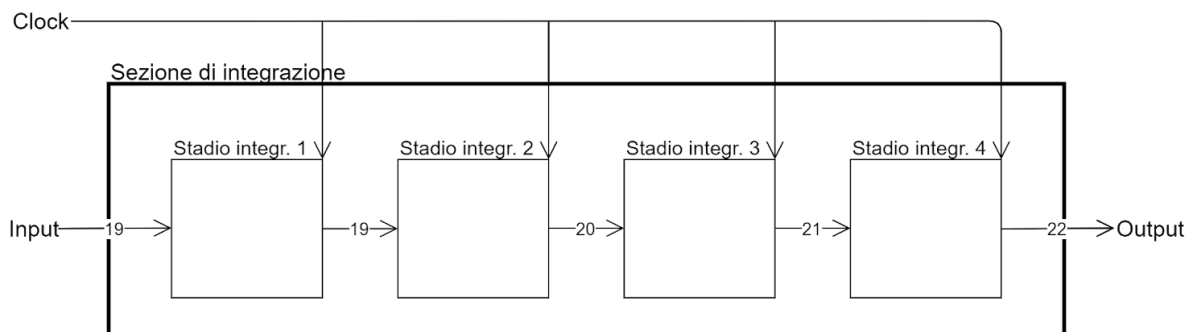 Clock
Sezione di integrazione
Stadio integr. 1 Stadio integr. 2 Stadio integr. 3 Stadio integr. 4
Input 19 19 20 21 22 Output